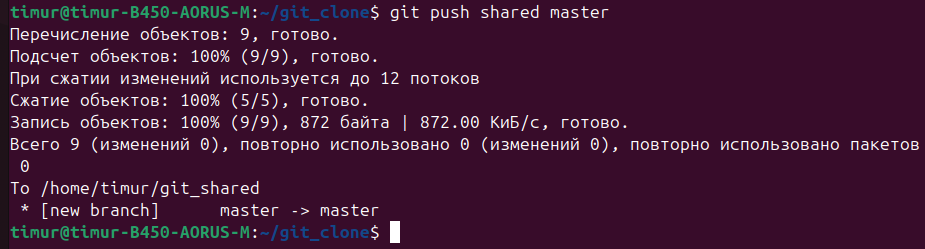 timur@timur-B450-AORUS-M:~/git_clone$ git push shared master
Перечисление объектов: 9, готово.
Подсчет объектов: 100% (9/9), готово.
При сжатии изменений используется до 12 потоков
Сжатие объектов: 100% (5/5), готово.
Запись объектов: 100% (9/9), 872 байта | 872.00 КиБ/с, готово.
Всего 9 (изменений 0), повторно использовано 0 (изменений 0), повторно использовано пакетов
 0
To /home/timur/git_shared
 * [new branch]      master -> master
timur@timur-B450-AORUS-M:~/git_clone$